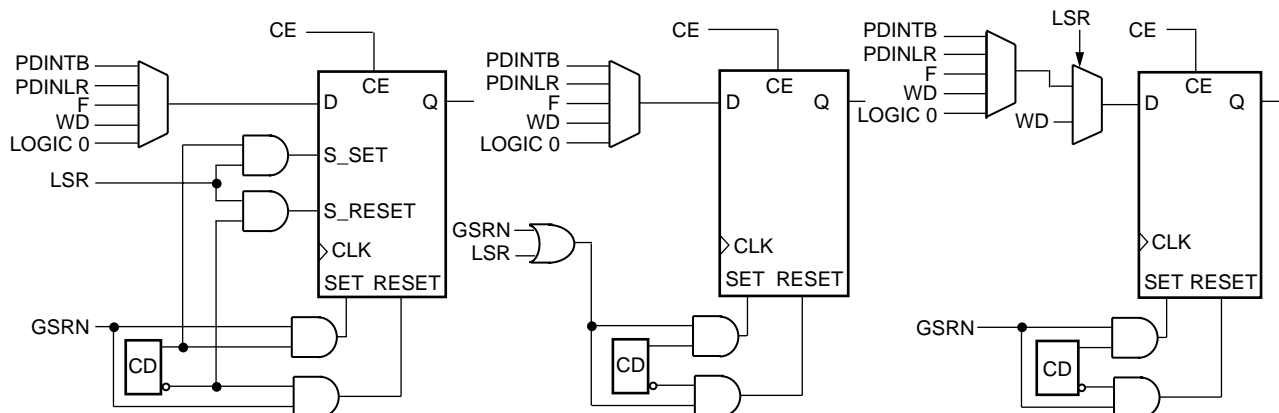 CE
PDINTB
PDINLR
F
WD
LOGIC 0
D
CE
Q
S_SET
LSR
S_RESET
CLK
SET RESET
GSRN
CD
CE
PDINTB
PDINLR
F
WD
LOGIC 0
D
CE
Q
GSRN
LSR
CLK
SET RESET
CD
LSR
CE
PDINTB
PDINLR
F
WD
LOGIC 0
WD
D
CE
Q
CLK
SET RESET
GSRN
CD